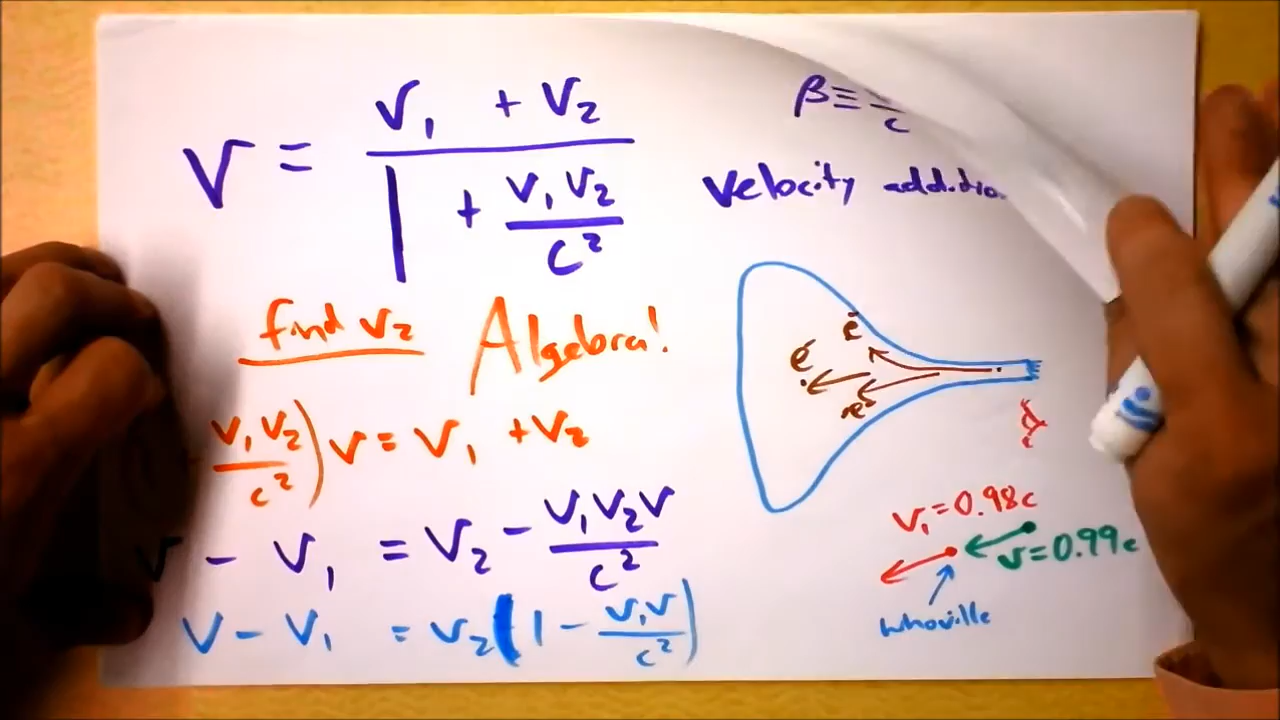 V = (V₁ + V₂) / (1 + V₁V₂/c²)
β ≡ /c
velocity addition
find v₂ Algebra!
V₁V₂/c²) V = V₁ + V₂
V - V₁ = V₂ - V₁V₂V/c²
V - V₁ = V₂(1 - V₁V/c²)
e⁻
e⁻
e⁻
V₁ = 0.98c
V = 0.99c
whoville